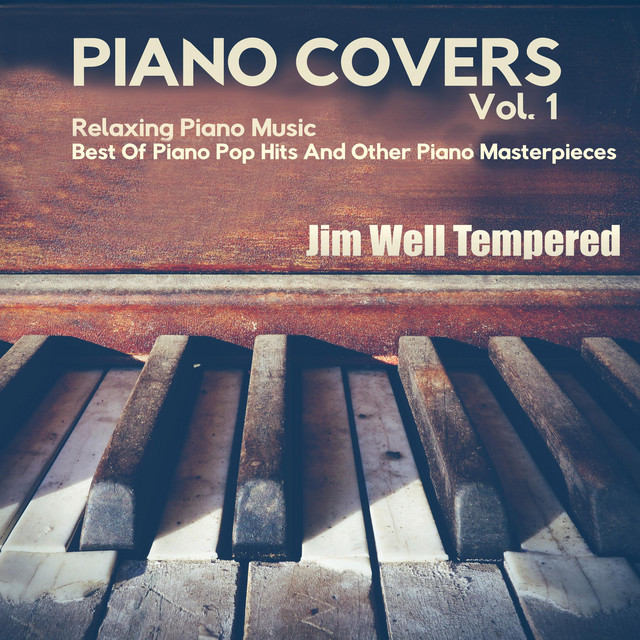 PIANO COVERS
Vol. 1
Relaxing Piano Music
Best Of Piano Pop Hits And Other Piano Masterpieces
Jim Well Tempered